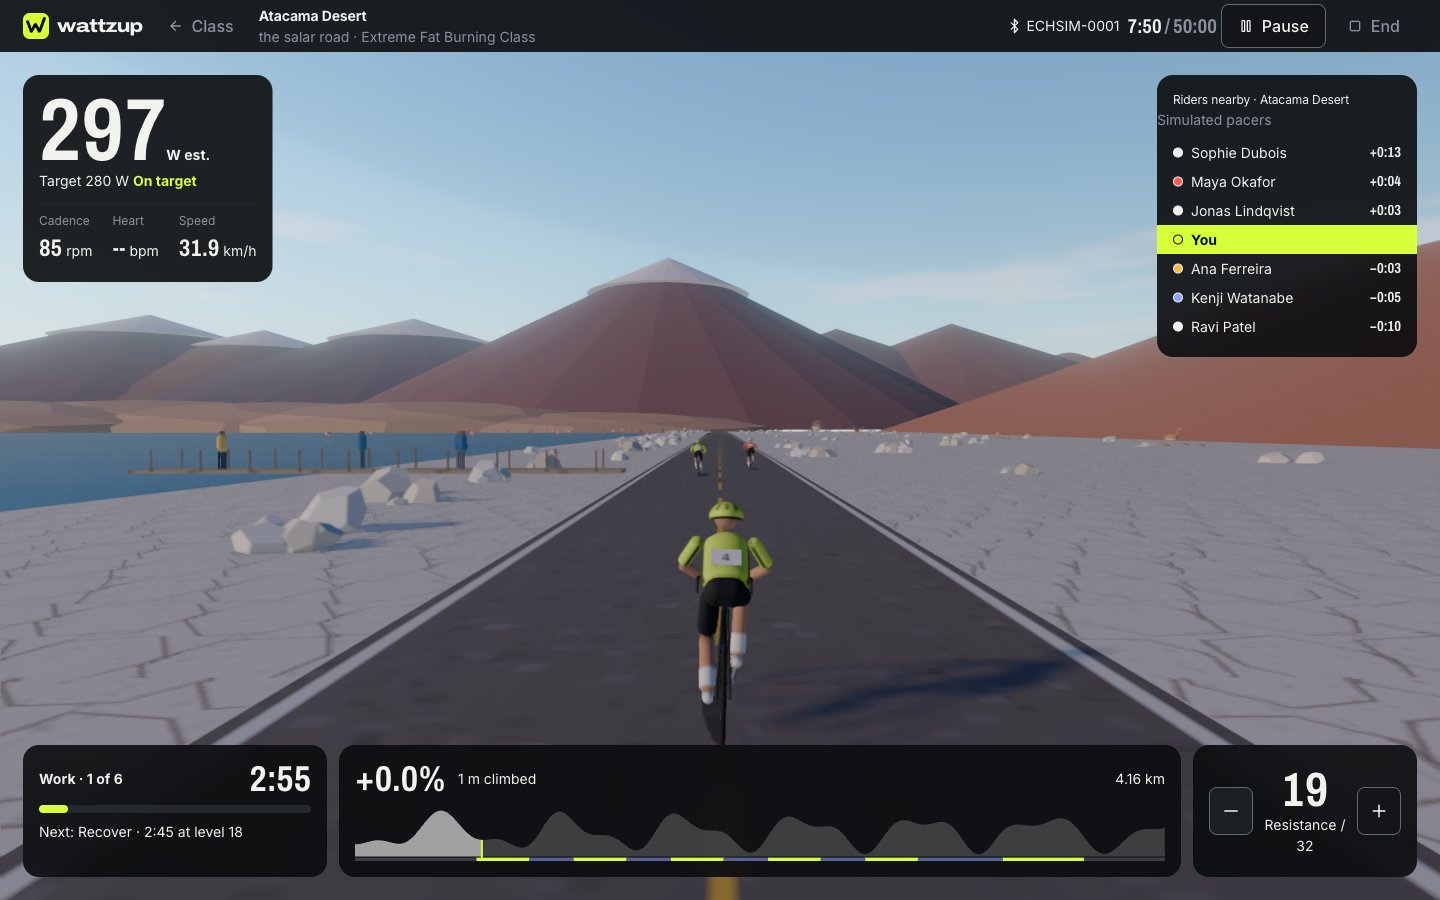 wattzup
Class
Atacama Desert
the salar road · Extreme Fat Burning Class
ECHSIM-0001 7:50 / 50:00
Pause
End
297 W est.
Target 280 W On target
Cadence Heart Speed
85 rpm -- bpm 31.9 km/h
Riders nearby · Atacama Desert
Simulated pacers
Sophie Dubois +0:13
Maya Okafor +0:04
Jonas Lindqvist +0:03
You
Ana Ferreira −0:03
Kenji Watanabe −0:05
Ravi Patel −0:10
4
Work · 1 of 6 2:55
Next: Recover · 2:45 at level 18
+0.0% 1 m climbed 4.16 km
19
Resistance /
32